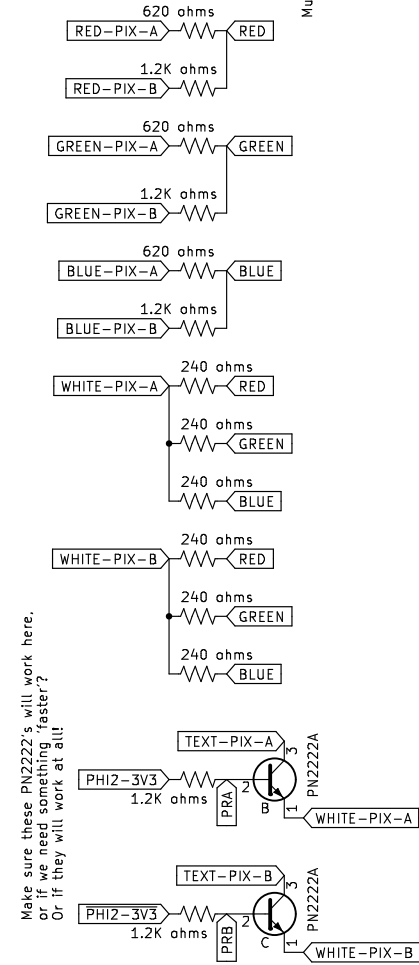 Mu
620 ohms
RED-PIX-A
RED
1.2K ohms
RED-PIX-B
620 ohms
GREEN-PIX-A
GREEN
1.2K ohms
GREEN-PIX-B
620 ohms
BLUE-PIX-A
BLUE
1.2K ohms
BLUE-PIX-B
240 ohms
WHITE-PIX-A
RED
240 ohms
GREEN
240 ohms
BLUE
240 ohms
WHITE-PIX-B
RED
240 ohms
GREEN
240 ohms
BLUE
Make sure these PN2222's will work here,
or if we need something 'faster'?
Or if they will work at all!
TEXT-PIX-A
3
PHI2-3V3
2
1.2K ohms
PRA
B
1
PN2222A
WHITE-PIX-A
TEXT-PIX-B
3
PHI2-3V3
2
1.2K ohms
PRB
C
1
PN2222A
WHITE-PIX-B